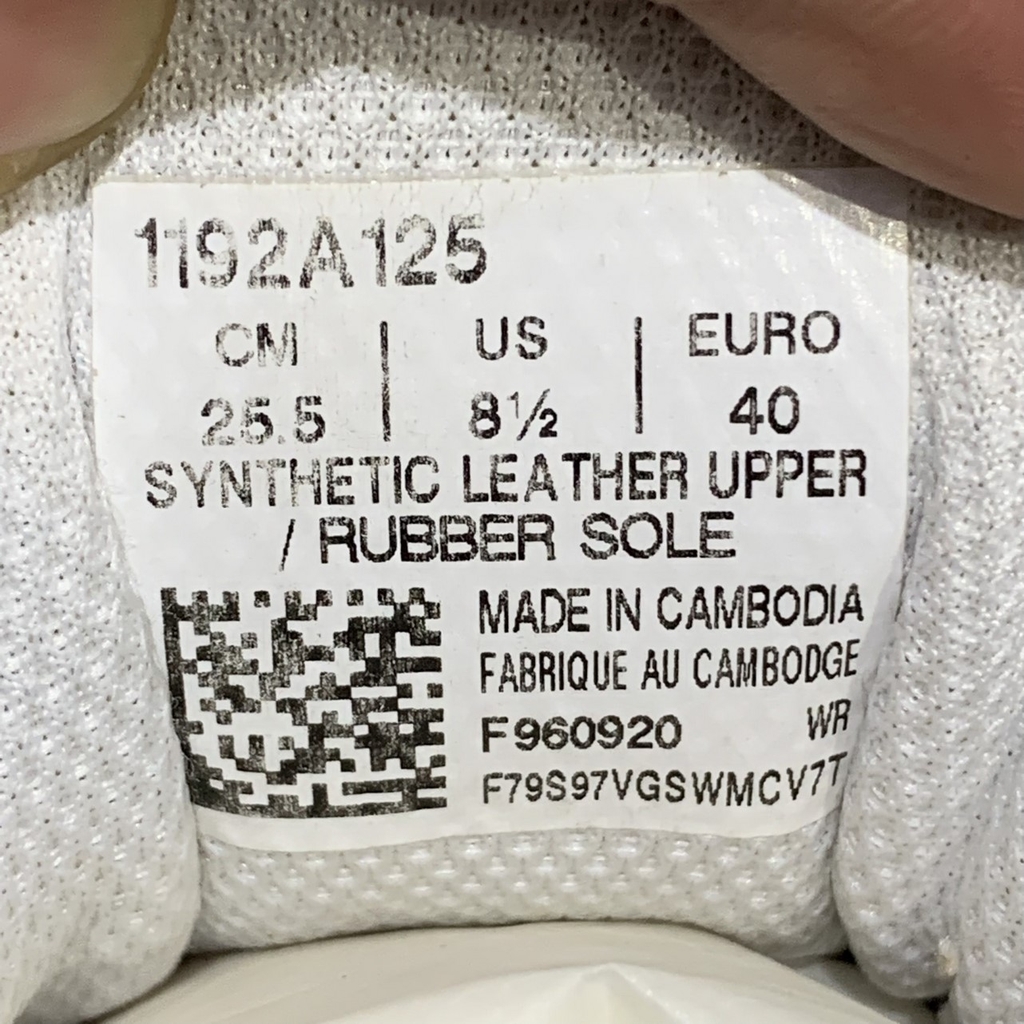 1192A125
CM | US | EURO
25.5 | 8½ | 40
SYNTHETIC LEATHER UPPER
/ RUBBER SOLE
MADE IN CAMBODIA
FABRIQUE AU CAMBODGE
F960920 WR
F79S97VGSWMCV7T